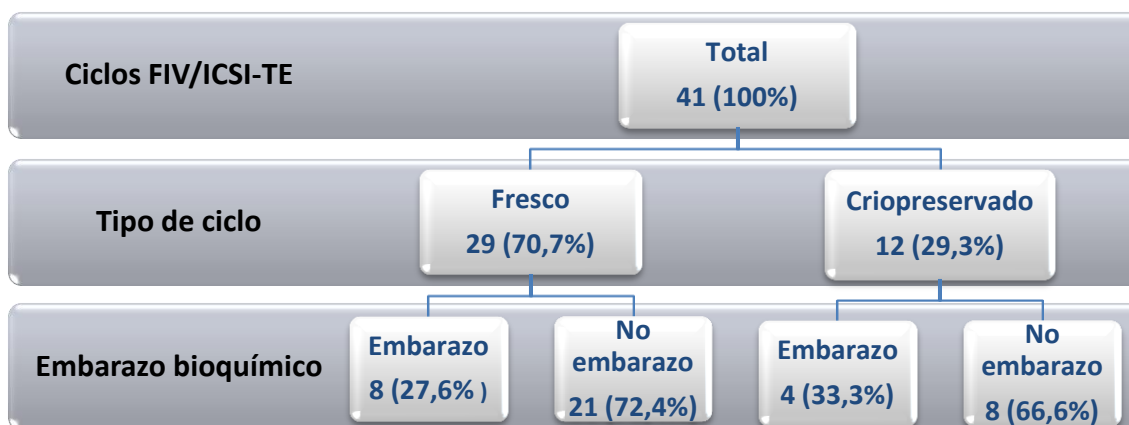 Ciclos FIV/ICSI-TE
Total
41 (100%)
Tipo de ciclo
Fresco
29 (70,7%)
Criopreservado
12 (29,3%)
Embarazo bioquímico
Embarazo
8 (27,6% )
No
embarazo
21 (72,4%)
Embarazo
4 (33,3%)
No
embarazo
8 (66,6%)